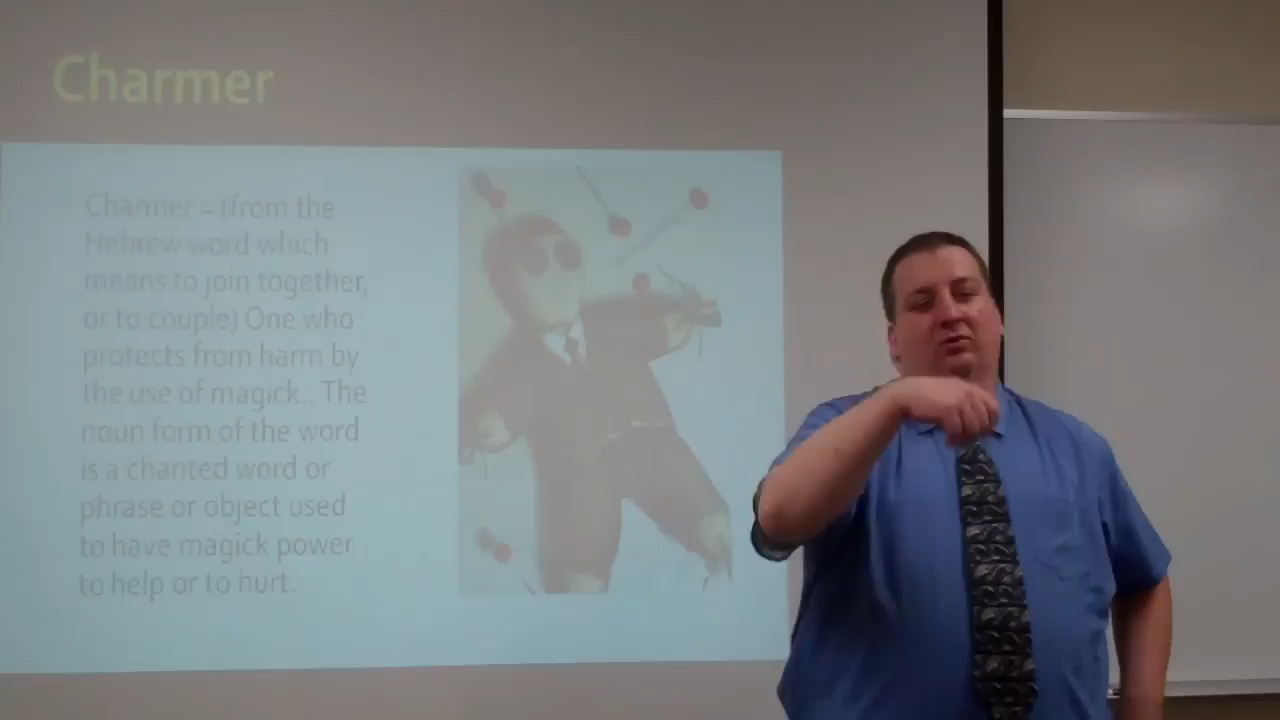 Charmer
Charmer = (from the
Hebrew word which
means to join together,
or to couple) One who
protects from harm by
the use of magick.. The
noun form of the word
is a chanted word or
phrase or object used
to have magick power
to help or to hurt.